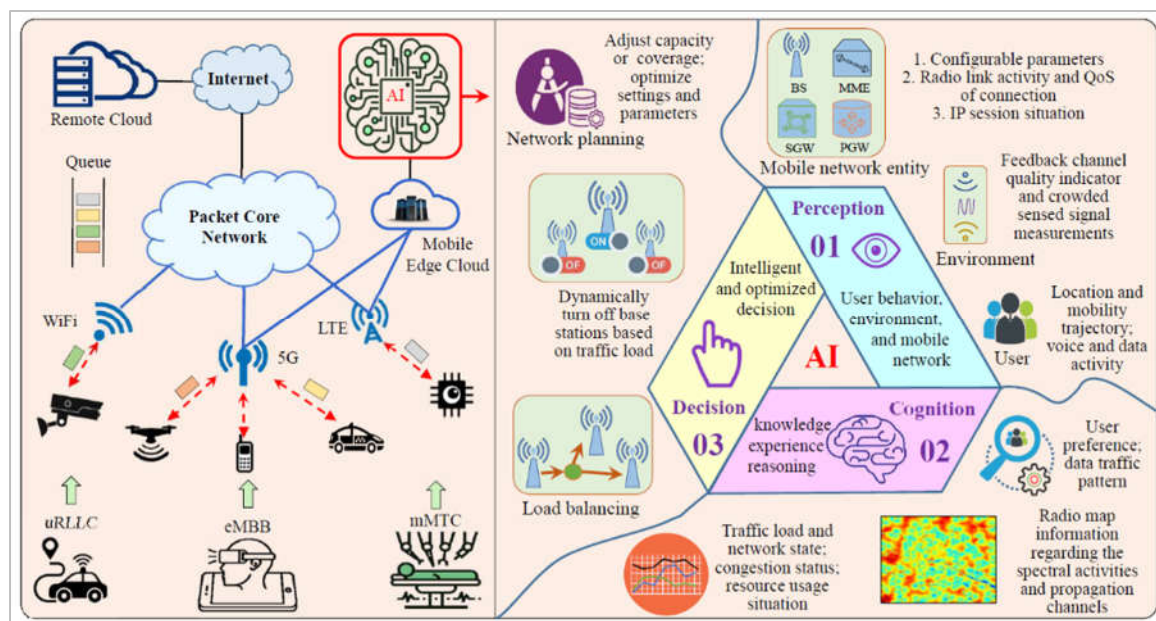 Remote Cloud
Internet
AI
Queue
Packet Core
Network
Mobile
Edge Cloud
WiFi
5G
LTE
uRLLC
eMBB
mMTC
Network planning
Adjust capacity
or coverage;
optimize
settings and
parameters
BS
MME
SGW
PGW
Mobile network entity
1. Configurable parameters
2. Radio link activity and QoS
of connection
3. IP session situation
Feedback channel
quality indicator
and crowded
sensed signal
measurements
Environment
ON
OF
OF
Dynamically
turn off base
stations based
on traffic load
Perception
01
User behavior,
environment,
and mobile
network
Intelligent
and optimized
decision
Decision
03
AI
Cognition
02
knowledge
experience
reasoning
User
Location and
mobility
trajectory;
voice and data
activity
Load balancing
User
preference;
data traffic
pattern
Traffic load and
network state;
congestion status;
resource usage
situation
Radio map
information
regarding the
spectral activities
and propagation
channels